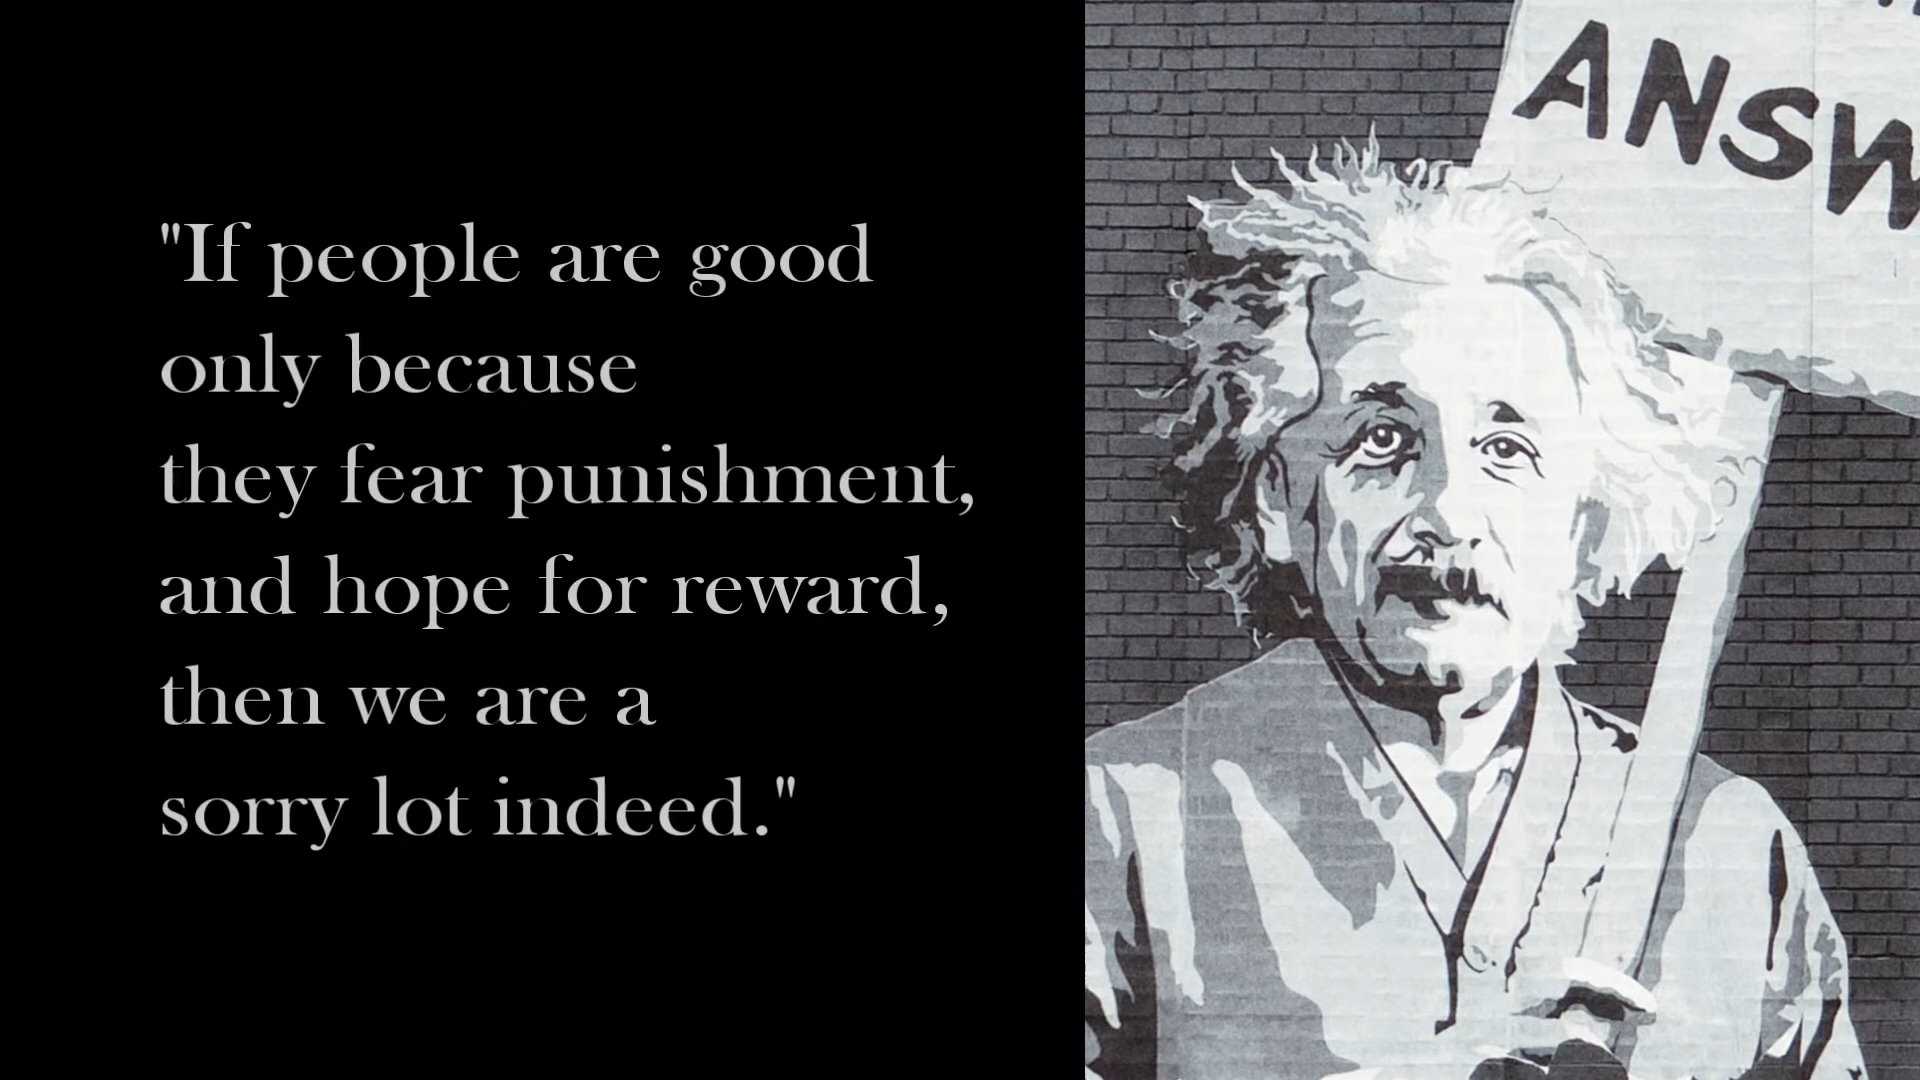 "If people are good
only because
they fear punishment,
and hope for reward,
then we are a
sorry lot indeed."
ANSW